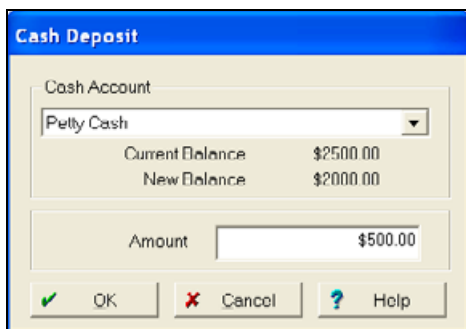 Cash Deposit
Cash Account
Petty Cash
Current Balance $2500.00
New Balance $2000.00
Amount $500.00
OK Cancel Help